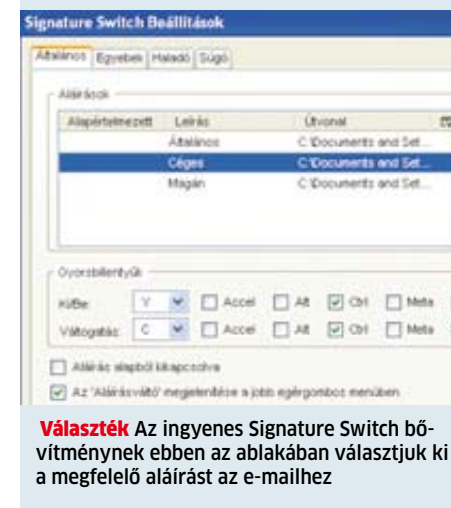 Signature Switch Beállítások
Általános Egyebek Haladó Súgó
Aláírások
Alapértelmezett Leírás Útvonal
Általános C:\Documents and Set...
Céges C:\Documents and Set...
Magán C:\Documents and Set...
Gyorsbillentyűk
Ki/Be: Y Accel Alt Ctrl Meta
Váltogatás: C Accel Alt Ctrl Meta
Aláírás alapból kikapcsolva
Az 'Aláírásváltó' megjelenítése a jobb egérgombos menüben
Választék Az ingyenes Signature Switch bő-
vítménynek ebben az ablakában választjuk ki
a megfelelő aláírást az e-mailhez